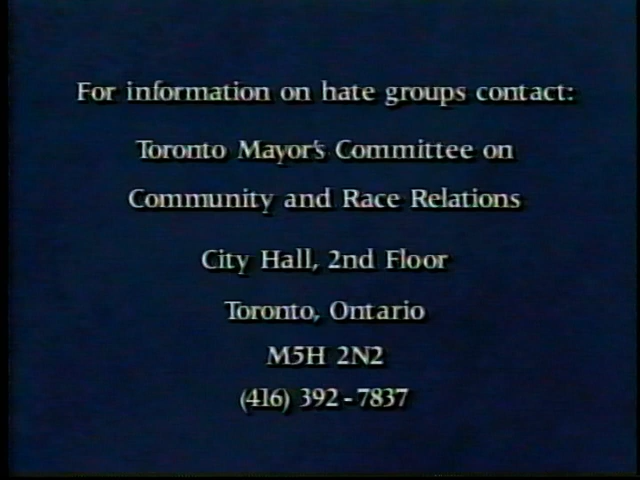 For information on hate groups contact:
Toronto Mayor's Committee on
Community and Race Relations
City Hall, 2nd Floor
Toronto, Ontario
M5H 2N2
(416) 392-7837